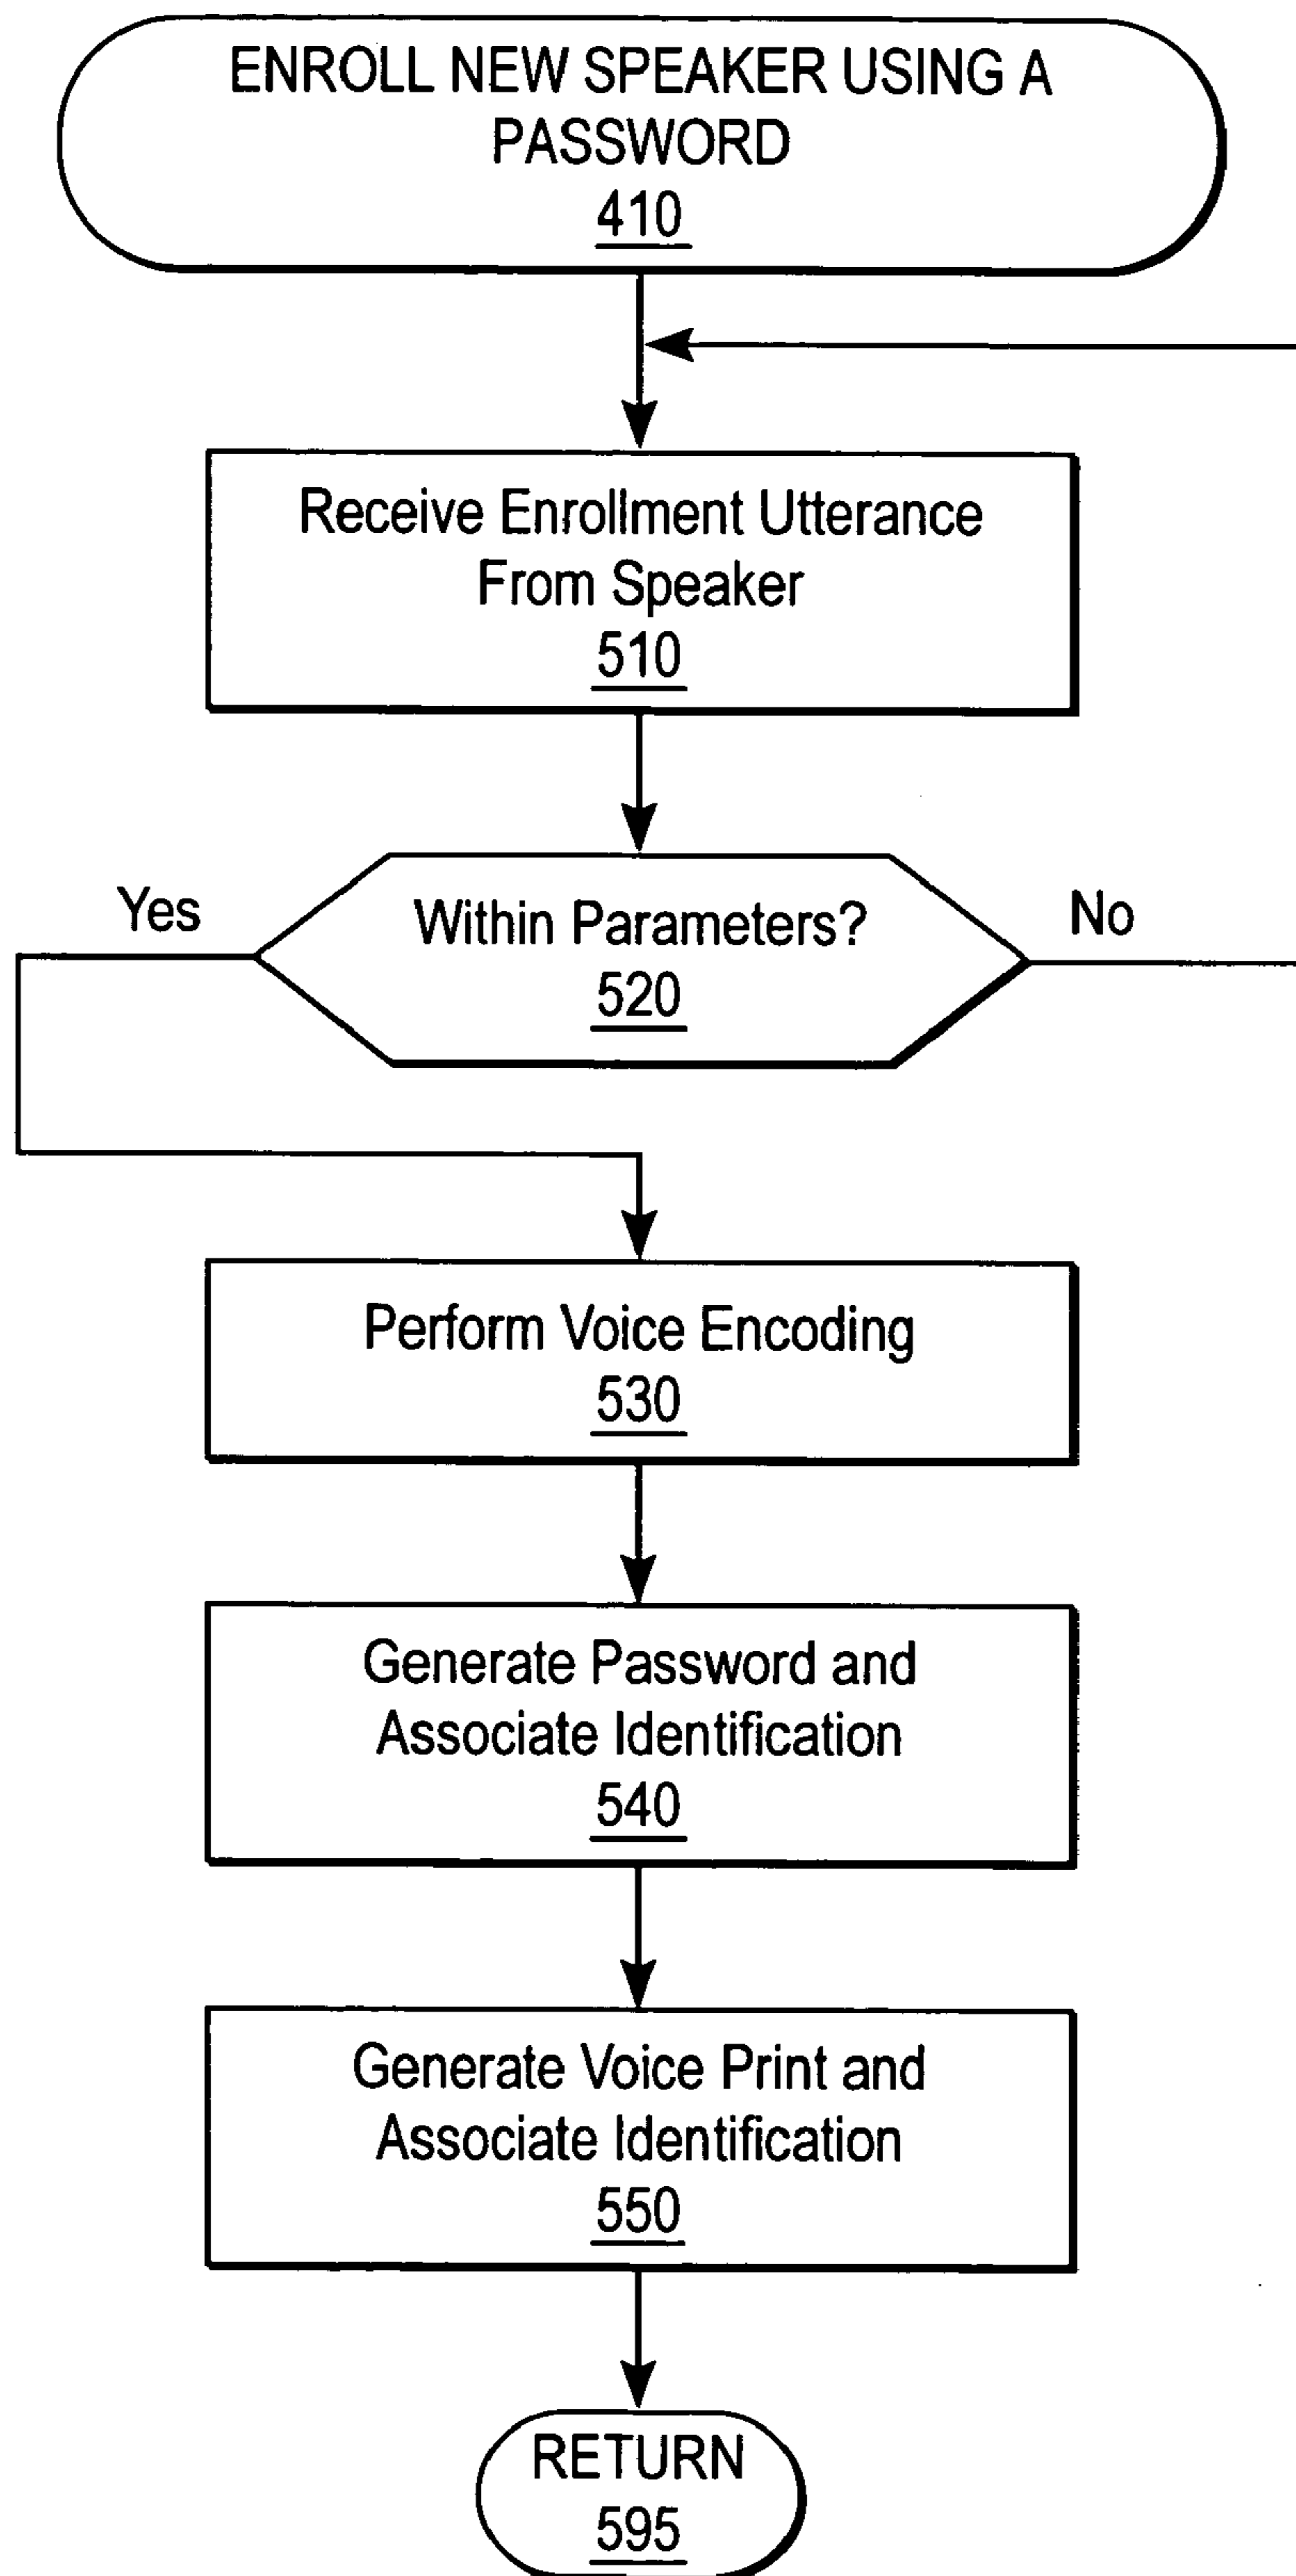 ENROLL NEW SPEAKER USING A
PASSWORD
410
Receive Enrollment Utterance
From Speaker
510
Yes
Within Parameters?
No
520
Perform Voice Encoding
530
Generate Password and
Associate Identification
540
Generate Voice Print and
Associate Identification
550
RETURN
595